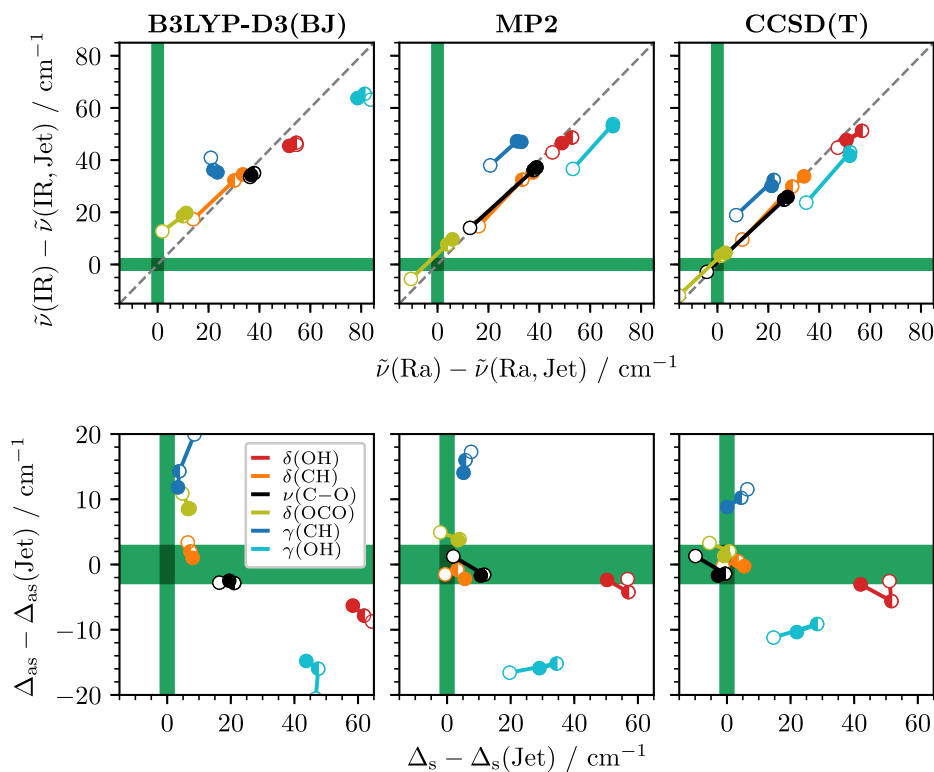 B3LYP-D3(BJ) MP2 CCSD(T)
ν̃(IR) − ν̃(IR, Jet) / cm⁻¹
80
60
40
20
0
0 20 40 60 80 0 20 40 60 80 0 20 40 60 80
ν̃(Ra) − ν̃(Ra, Jet) / cm⁻¹
Δas − Δas(Jet) / cm⁻¹
20
10
0
−10
−20
δ(OH)
δ(CH)
ν(C−O)
δ(OCO)
γ(CH)
γ(OH)
0 20 40 60 0 20 40 60 0 20 40 60
Δs − Δs(Jet) / cm⁻¹